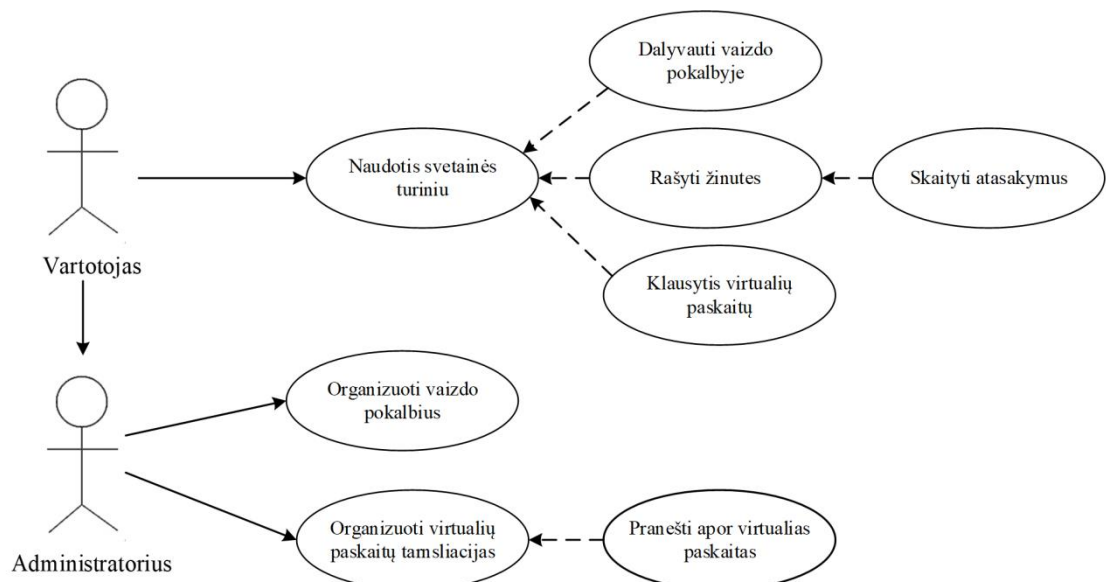 Dalyvauti vaizdo
pokalbyje
Naudotis svetainės
turiniu
Rašyti žinutes
Skaityti atasakymus
Klausytis virtualių
paskaitų
Vartotojas
Organizuoti vaizdo
pokalbius
Organizuoti virtualių
paskaitų tamsliacijas
Pranešti apor virtualias
paskaitas
Administratorius